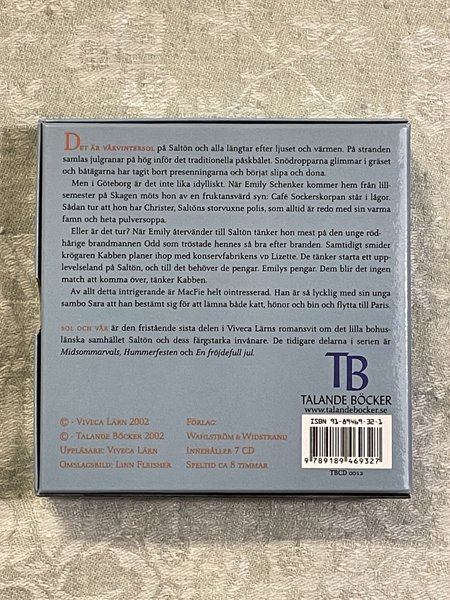 DET ÄR VÅRVINTERSOL på Saltön och alla längtar efter ljuset och värmen. På stranden
samlas julgranar på hög inför det traditionella påskbålet. Snödropparna glimmar i gräset
och båtägarna har tagit bort presenningarna och börjat slipa och dona.
Men i Göteborg är det inte lika idylliskt. När Emily Schenker kommer hem från lill-
semester på Skagen möts hon av en fruktansvärd syn: Café Sockerskorpan står i lågor.
Sådan tur att hon har Christer, Saltöns storvuxne polis, som alltid är redo med sin varma
famn och heta pulversoppa.
Eller är det tur? När Emily återvänder till Saltön tänker hon mest på den unge röd-
hårige brandmannen Odd som tröstade hennes så bra efter branden. Samtidigt smider
krögaren Kabben planer ihop med konservfabrikens vd Lizette. De tänker starta ett upp-
levelseland på Saltön, och till det behöver de pengar. Emilys pengar. Dem blir det ingen
match att komma över, tänker Kabben.
Av allt detta intrigerande är MacFie helt ointresserad. Han är så lycklig med sin unga
sambo Sara att han bestämt sig för att lämna både katt, hönor och bin och flytta till Paris.
SOL OCH VÅR är den fristående sista delen i Viveca Lärns romansvit om det lilla bohus-
länska samhället Saltön och dess färgstarka invånare. De tidigare delarna i serien är
Midsommarvals, Hummerfesten och En fröjdefull jul.
TB
TALANDE BÖCKER
www.talandebocker.se
© - VIVECA LÄRN 2002
© - TALANDE BÖCKER 2002
UPPLÄSARE: VIVECA LÄRN
OMSLAGSBILD: LINN FLEISHER
FÖRLAG:
WAHLSTRÖM & WIDSTRAND
INNEHÅLLER 7 CD
SPELTID CA 8 TIMMAR
ISBN 91-89469-32-1
9 789189 469327
TBCD 0012